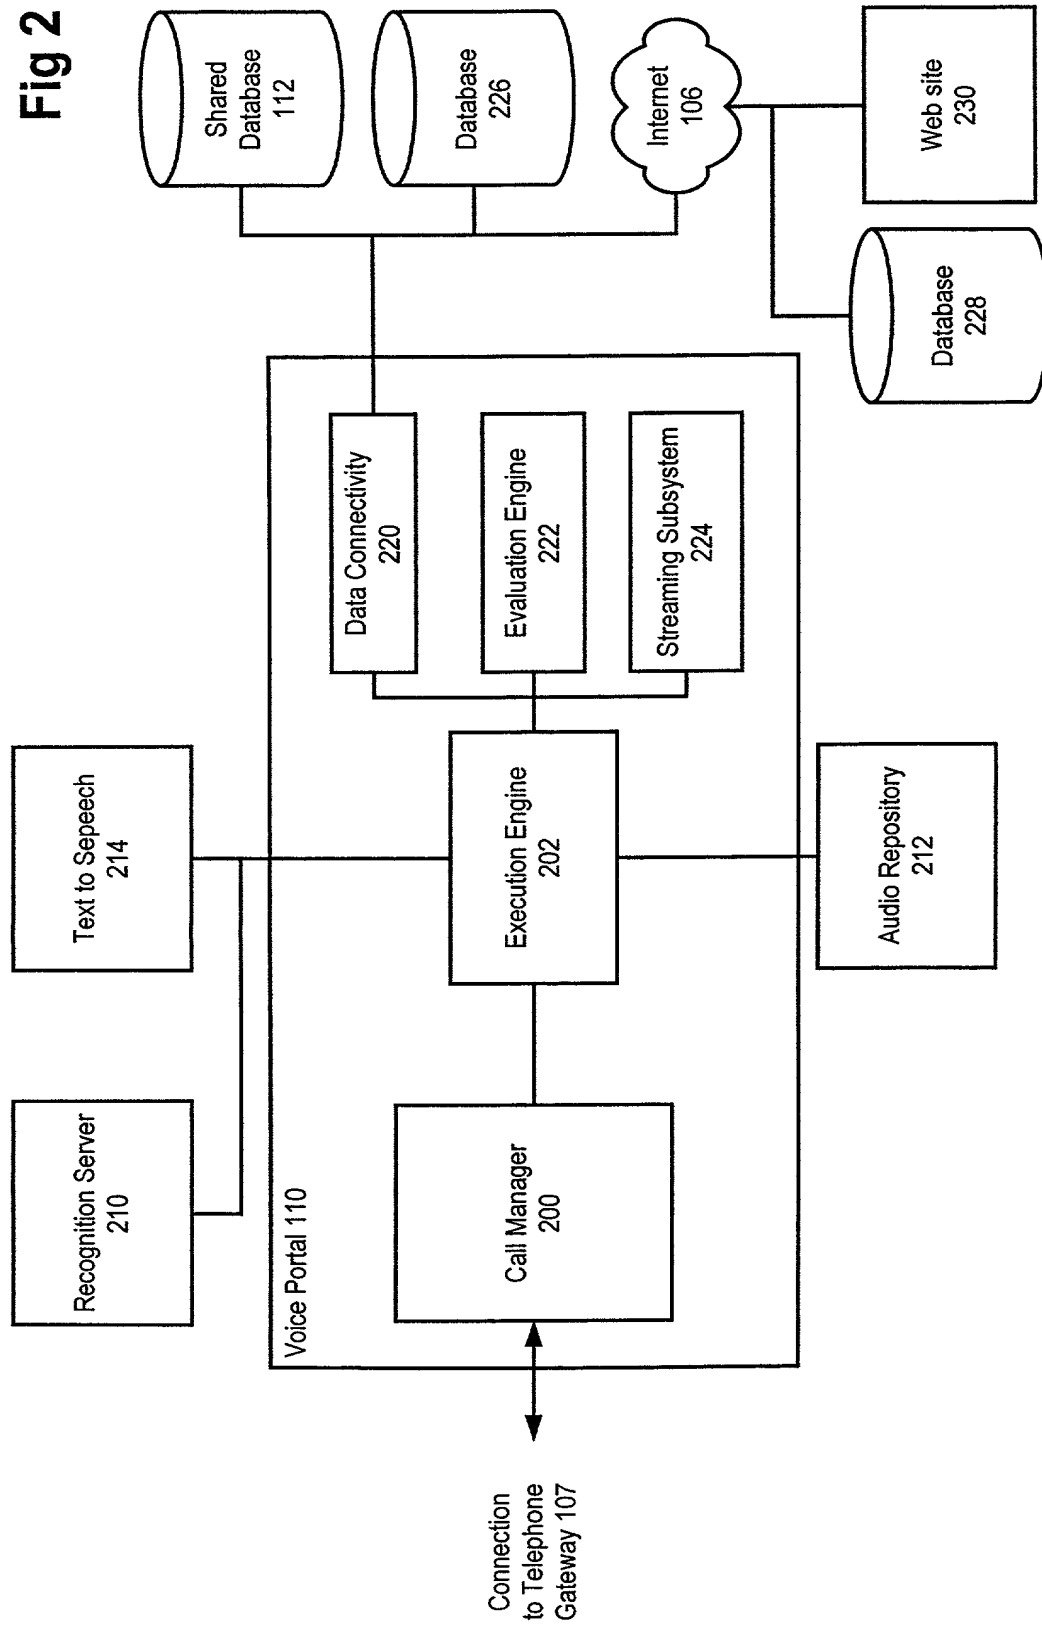 Fig 2
Recognition Server
210
Text to Sepeech
214
Shared
Database
112
Database
226
Internet
106
Web site
230
Database
228
Voice Portal 110
Data Connectivity
220
Evaluation Engine
222
Streaming Subsystem
224
Execution Engine
202
Call Manager
200
Connection
to Telephone
Gateway 107
Audio Repository
212